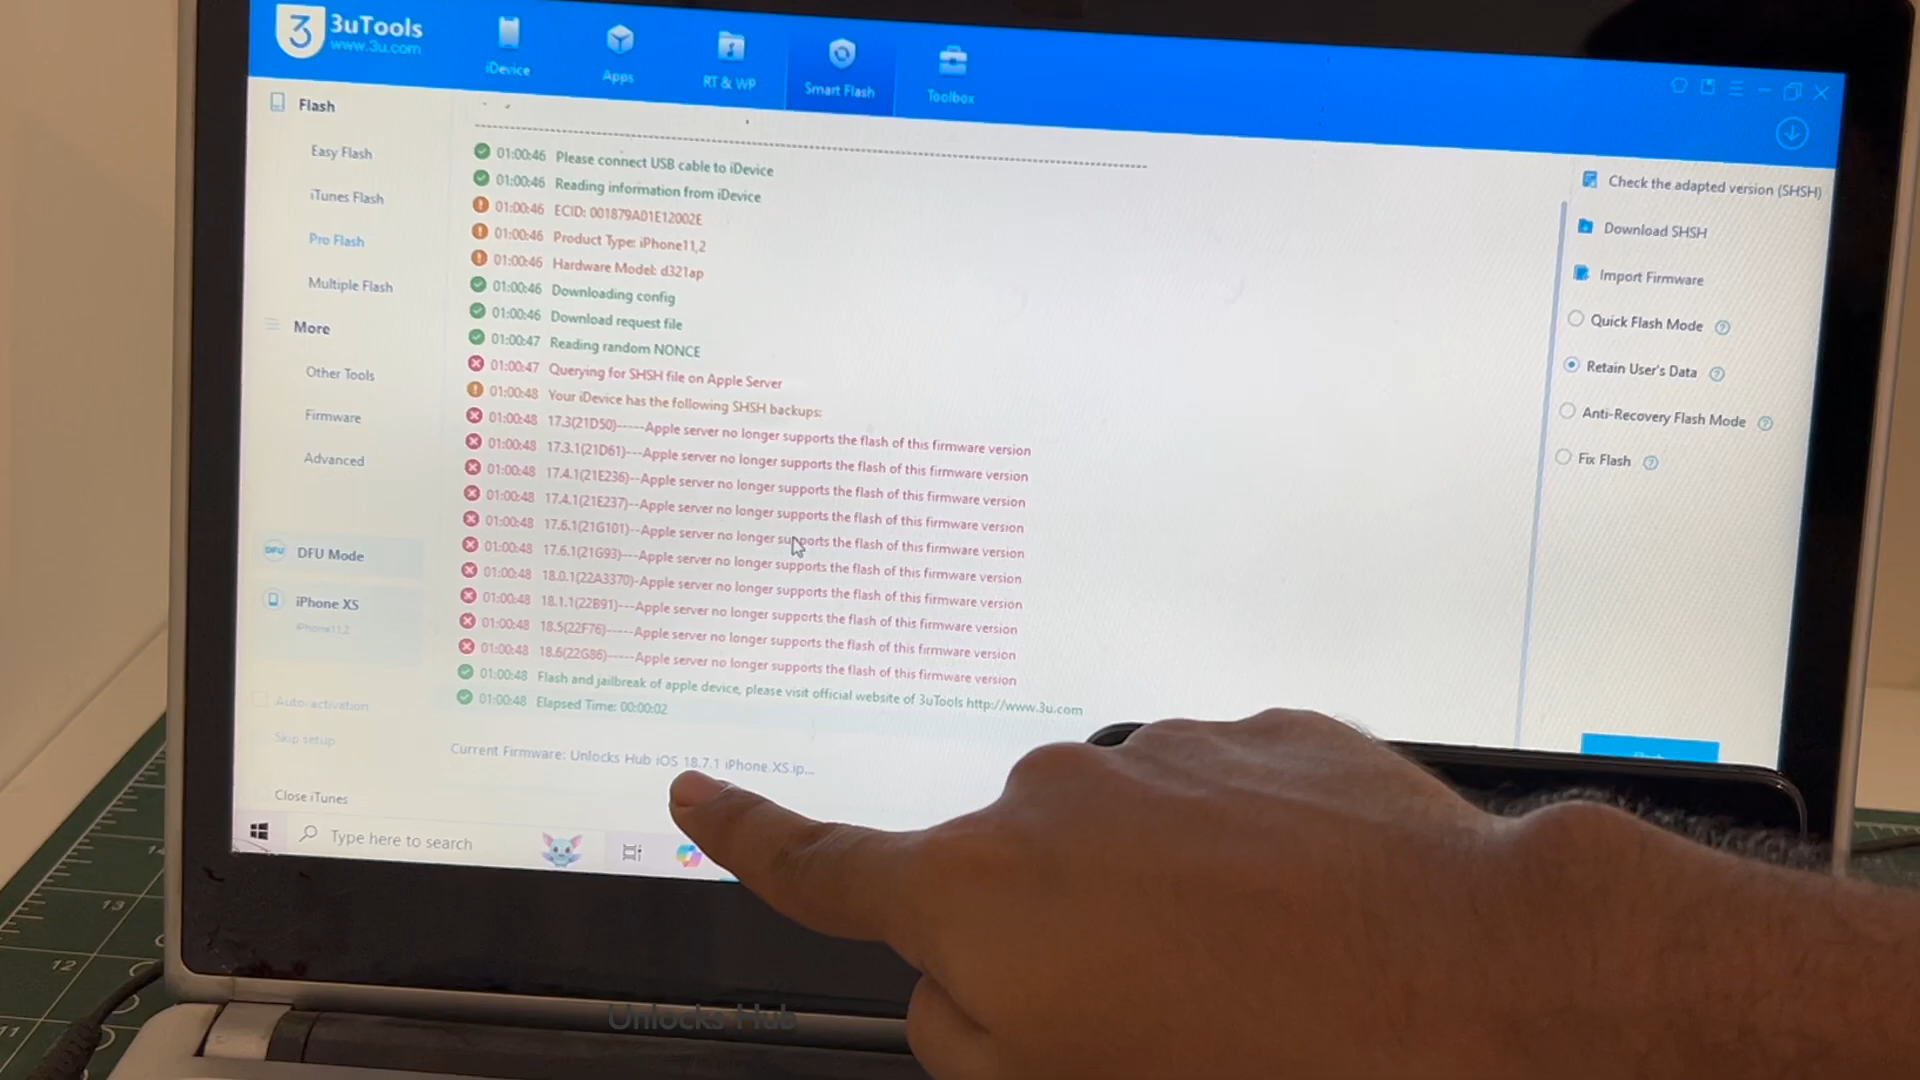 3 3uTools
www.3u.com
iDevice
Apps
RT & WP
Smart Flash
Toolbox
Flash
Easy Flash
iTunes Flash
Pro Flash
Multiple Flash
More
Other Tools
Firmware
Advanced
DFU DFU Mode
iPhone XS
iPhone11,2
Auto-activation
Skip setup
Close iTunes
01:00:46 Please connect USB cable to iDevice
01:00:46 Reading information from iDevice
01:00:46 ECID: 001879A01E12002E
01:00:46 Product Type: iPhone11,2
01:00:46 Hardware Model: d321ap
01:00:46 Downloading config
01:00:46 Download request file
01:00:47 Reading random NONCE
01:00:47 Querying for SHSH file on Apple Server
01:00:48 Your iDevice has the following SHSH backups:
01:00:48 17.3(21D50)------Apple server no longer supports the flash of this firmware version
01:00:48 17.3.1(21D61)---Apple server no longer supports the flash of this firmware version
01:00:48 17.4.1(21E236)--Apple server no longer supports the flash of this firmware version
01:00:48 17.4.1(21E237)--Apple server no longer supports the flash of this firmware version
01:00:48 17.6.1(21G101)--Apple server no longer supports the flash of this firmware version
01:00:48 17.6.1(21G93)---Apple server no longer supports the flash of this firmware version
01:00:48 18.0.1(22A3370)-Apple server no longer supports the flash of this firmware version
01:00:48 18.1.1(22B91)---Apple server no longer supports the flash of this firmware version
01:00:48 18.5(22F76)------Apple server no longer supports the flash of this firmware version
01:00:48 18.6(22G86)------Apple server no longer supports the flash of this firmware version
01:00:48 Flash and jailbreak of apple device, please visit official website of 3uTools http://www.3u.com
01:00:48 Elapsed Time: 00:00:02
Current Firmware: Unlocks Hub iOS 18.7.1 iPhone XS.ip...
Check the adapted version (SHSH)
Download SHSH
Import Firmware
Quick Flash Mode ?
Retain User's Data ?
Anti-Recovery Flash Mode ?
Fix Flash ?
Type here to search
14
13
12
11
Unlocks Hub